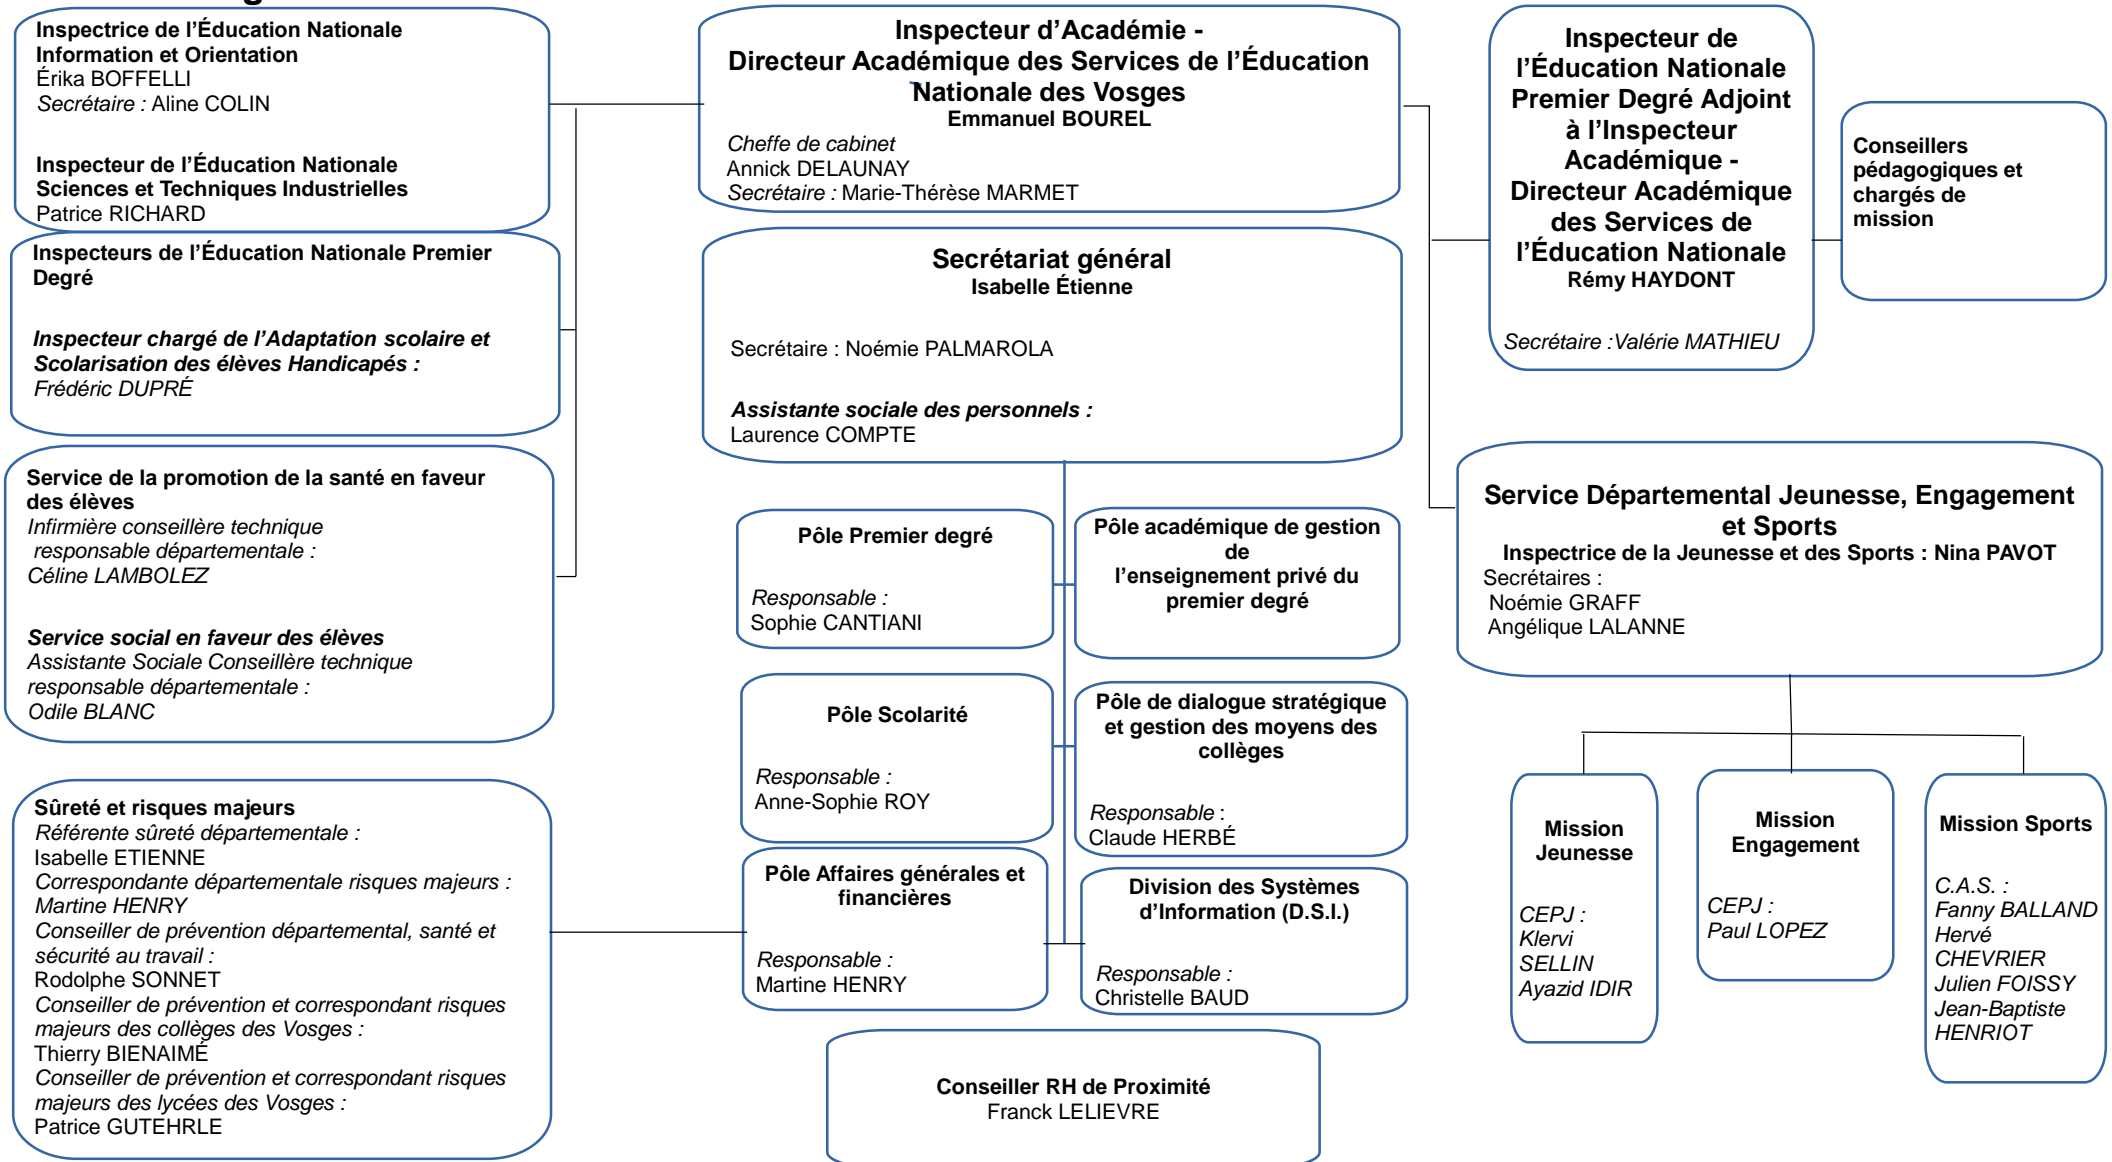 Inspectrice de l’Éducation Nationale
Information et Orientation
Érika BOFFELLI
Secrétaire : Aline COLIN
Inspecteur de l’Éducation Nationale
Sciences et Techniques Industrielles
Patrice RICHARD
Inspecteurs de l’Éducation Nationale Premier
Degré
Inspecteur chargé de l’Adaptation scolaire et
Scolarisation des élèves Handicapés :
Frédéric DUPRÉ
Service de la promotion de la santé en faveur
des élèves
Infirmière conseillère technique
responsable départementale :
Céline LAMBOLEZ
Service social en faveur des élèves
Assistante Sociale Conseillère technique
responsable départementale :
Odile BLANC
Sûreté et risques majeurs
Référente sûreté départementale :
Isabelle ETIENNE
Correspondante départementale risques majeurs :
Martine HENRY
Conseiller de prévention départemental, santé et
sécurité au travail :
Rodolphe SONNET
Conseiller de prévention et correspondant risques
majeurs des collèges des Vosges :
Thierry BIENAIMÉ
Conseiller de prévention et correspondant risques
majeurs des lycées des Vosges :
Patrice GUTEHRLE
Inspecteur d’Académie -
Directeur Académique des Services de l’Éducation
Nationale des Vosges
Emmanuel BOUREL
Cheffe de cabinet
Annick DELAUNAY
Secrétaire : Marie-Thérèse MARMET
Secrétariat général
Isabelle Étienne
Secrétaire : Noémie PALMAROLA
Assistante sociale des personnels :
Laurence COMPTE
Pôle Premier degré
Responsable :
Sophie CANTIANI
Pôle académique de gestion
de
l’enseignement privé du
premier degré
Pôle Scolarité
Responsable :
Anne-Sophie ROY
Pôle de dialogue stratégique
et gestion des moyens des
collèges
Responsable :
Claude HERBÉ
Pôle Affaires générales et
financières
Responsable :
Martine HENRY
Division des Systèmes
d’Information (D.S.I.)
Responsable :
Christelle BAUD
Conseiller RH de Proximité
Franck LELIEVRE
Inspecteur de
l’Éducation Nationale
Premier Degré Adjoint
à l’Inspecteur
Académique -
Directeur Académique
des Services de
l’Éducation Nationale
Rémy HAYDONT
Secrétaire :Valérie MATHIEU
Conseillers
pédagogiques et
chargés de
mission
Service Départemental Jeunesse, Engagement
et Sports
Inspectrice de la Jeunesse et des Sports : Nina PAVOT
Secrétaires :
Noémie GRAFF
Angélique LALANNE
Mission
Jeunesse
CEPJ :
Klervi
SELLIN
Ayazid IDIR
Mission
Engagement
CEPJ :
Paul LOPEZ
Mission Sports
C.A.S. :
Fanny BALLAND
Hervé
CHEVRIER
Julien FOISSY
Jean-Baptiste
HENRIOT